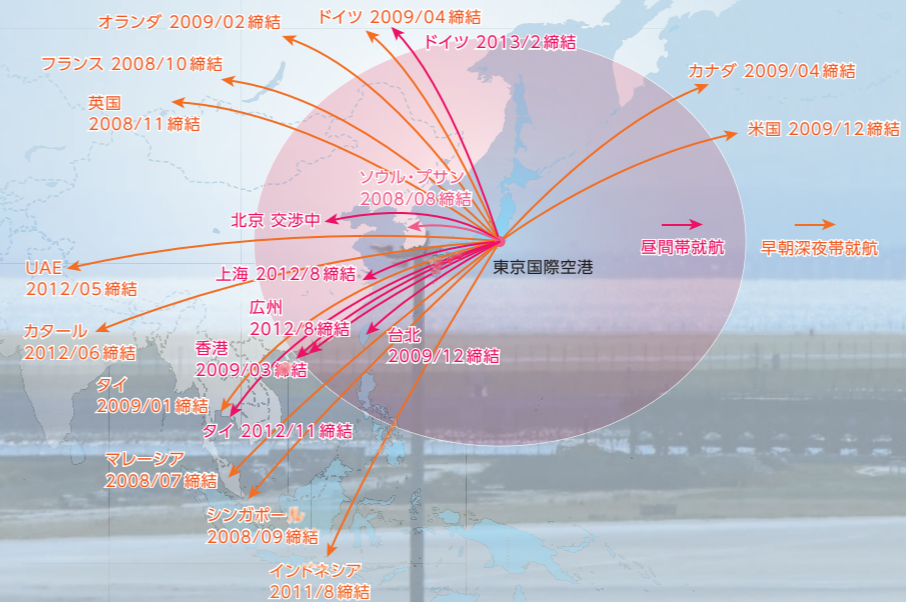 オランダ 2009/02締結
ドイツ 2009/04締結
ドイツ 2013/2締結
フランス 2008/10締結
カナダ 2009/04締結
英国
2008/11締結
米国 2009/12締結
ソウル・プサン
2008/08締結
北京 交渉中
昼間帯就航
早朝深夜帯就航
東京国際空港
UAE
2012/05締結
上海 2012/8締結
広州
2012/8締結
カタール
2012/06締結
台北
2009/12締結
香港
2009/03締結
タイ
2009/01締結
タイ 2012/11締結
マレーシア
2008/07締結
シンガポール
2008/09締結
インドネシア
2011/8締結